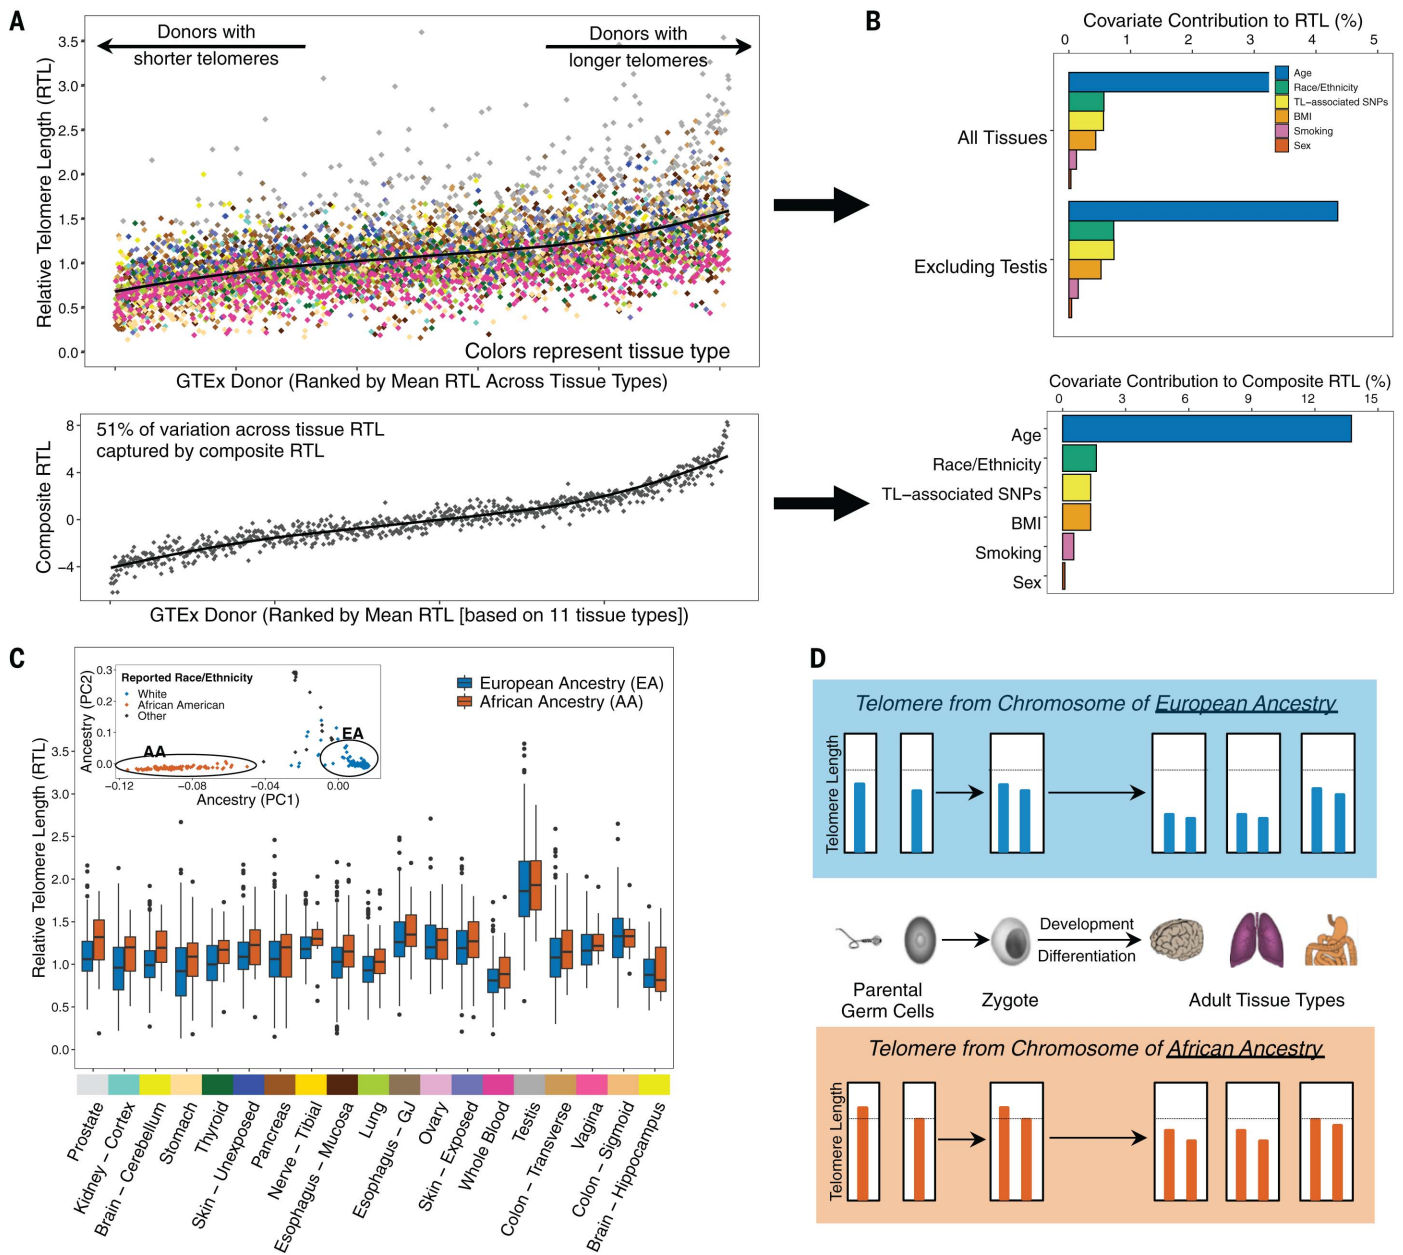 A
Donors with
shorter telomeres
Donors with
longer telomeres
Relative Telomere Length (RTL)
3.5
3.0
2.5
2.0
1.5
1.0
0.5
0.0
Colors represent tissue type
GTEx Donor (Ranked by Mean RTL Across Tissue Types)
51% of variation across tissue RTL
captured by composite RTL
Composite RTL
8
4
0
−4
GTEx Donor (Ranked by Mean RTL [based on 11 tissue types])
B
Covariate Contribution to RTL (%)
0 1 2 3 4 5
Age
Race/Ethnicity
TL−associated SNPs
BMI
Smoking
Sex
All Tissues
Excluding Testis
Covariate Contribution to Composite RTL (%)
0 3 6 9 12 15
Age
Race/Ethnicity
TL−associated SNPs
BMI
Smoking
Sex
C
Ancestry (PC2)
0.3
0.2
0.1
0.0
Reported Race/Ethnicity
White
African American
Other
AA
EA
−0.12 −0.08 −0.04 0.00
Ancestry (PC1)
European Ancestry (EA)
African Ancestry (AA)
Relative Telomere Length (RTL)
3.5
3.0
2.5
2.0
1.5
1.0
0.5
0.0
Prostate
Kidney − Cortex
Brain − Cerebellum
Stomach
Thyroid
Skin − Unexposed
Pancreas
Nerve − Tibial
Esophagus − Mucosa
Lung
Esophagus − GJ
Ovary
Skin − Exposed
Whole Blood
Testis
Colon − Transverse
Vagina
Colon − Sigmoid
Brain − Hippocampus
D
Telomere from Chromosome of European Ancestry
Telomere Length
Development
Differentiation
Parental
Germ Cells
Zygote
Adult Tissue Types
Telomere from Chromosome of African Ancestry
Telomere Length